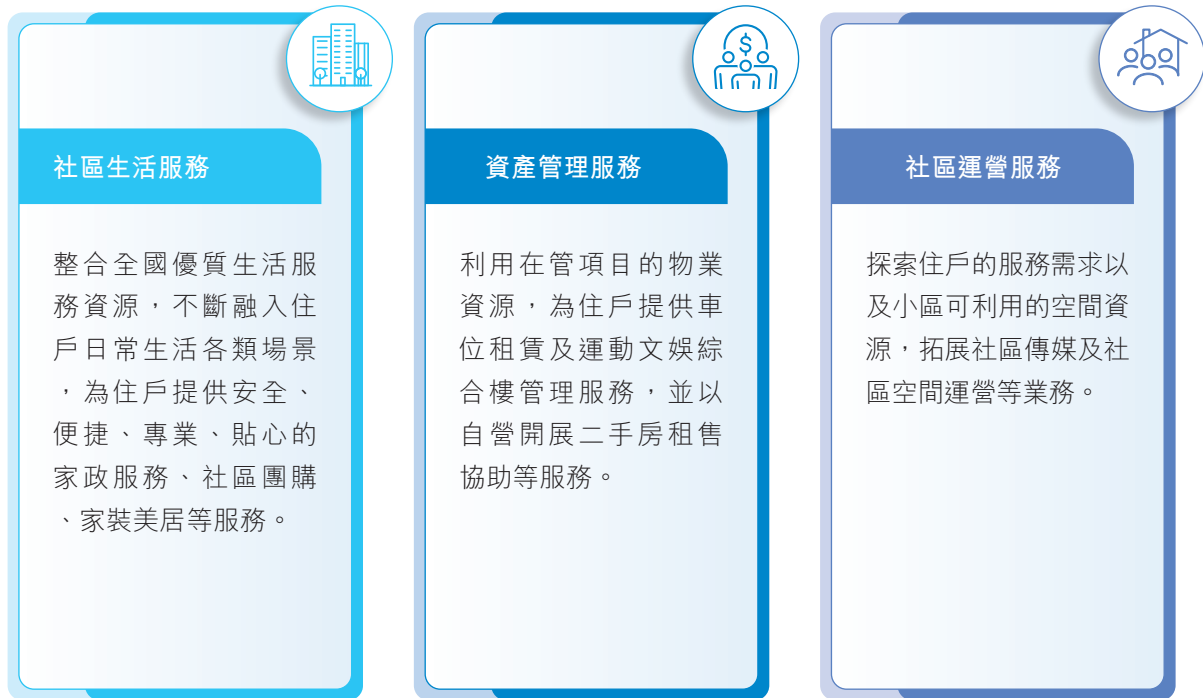 社區生活服務
整合全國優質生活服
務資源，不斷融入住
戶日常生活各類場景
，為住戶提供安全、
便捷、專業、貼心的
家政服務、社區團購
、家裝美居等服務。
$
資產管理服務
利用在管項目的物業
資源，為住戶提供車
位租賃及運動文娛綜
合樓管理服務，並以
自營開展二手房租售
協助等服務。
社區運營服務
探索住戶的服務需求以
及小區可利用的空間資
源，拓展社區傳媒及社
區空間運營等業務。